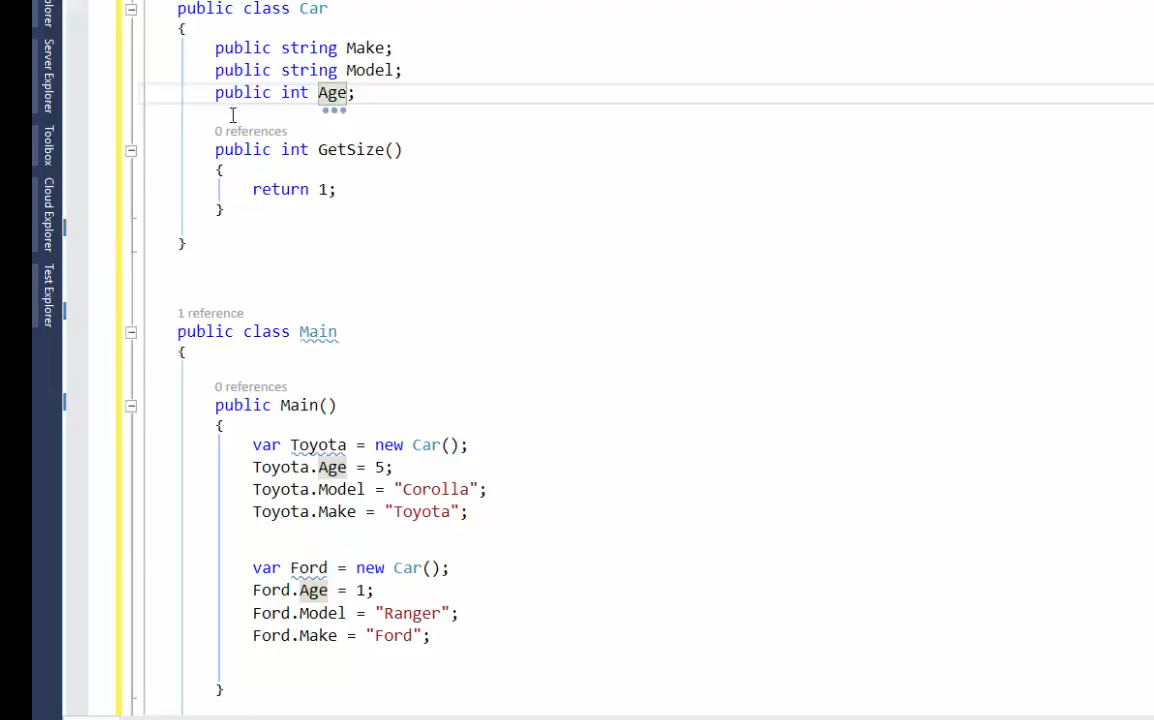 plorer
Server Explorer
Toolbox
Cloud Explorer
Test Explorer
public class Car
{
public string Make;
public string Model;
public int Age;
0 references
public int GetSize()
{
return 1;
}
}
1 reference
public class Main
{
0 references
public Main()
{
var Toyota = new Car();
Toyota.Age = 5;
Toyota.Model = "Corolla";
Toyota.Make = "Toyota";
var Ford = new Car();
Ford.Age = 1;
Ford.Model = "Ranger";
Ford.Make = "Ford";
}